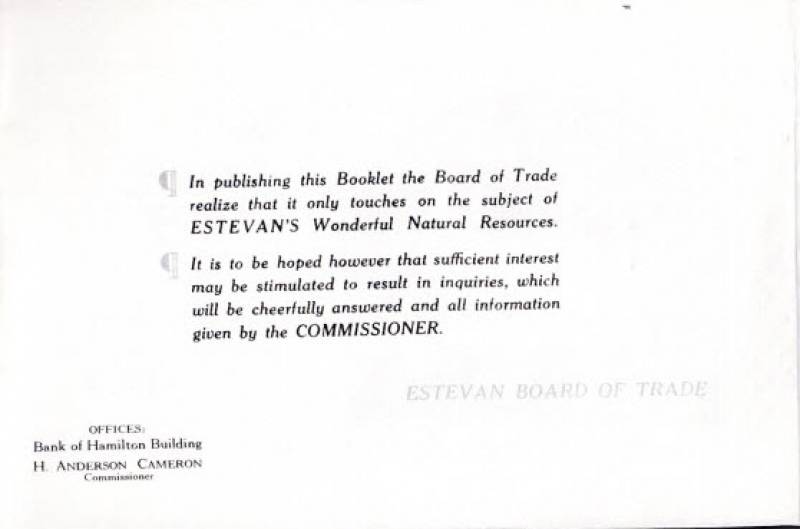 ¶ In publishing this Booklet the Board of Trade
realize that it only touches on the subject of
ESTEVAN'S Wonderful Natural Resources.
¶ It is to be hoped however that sufficient interest
may be stimulated to result in inquiries, which
will be cheerfully answered and all information
given by the COMMISSIONER.
ESTEVAN BOARD OF TRADE
OFFICES:
Bank of Hamilton Building
H. ANDERSON CAMERON
Commissioner